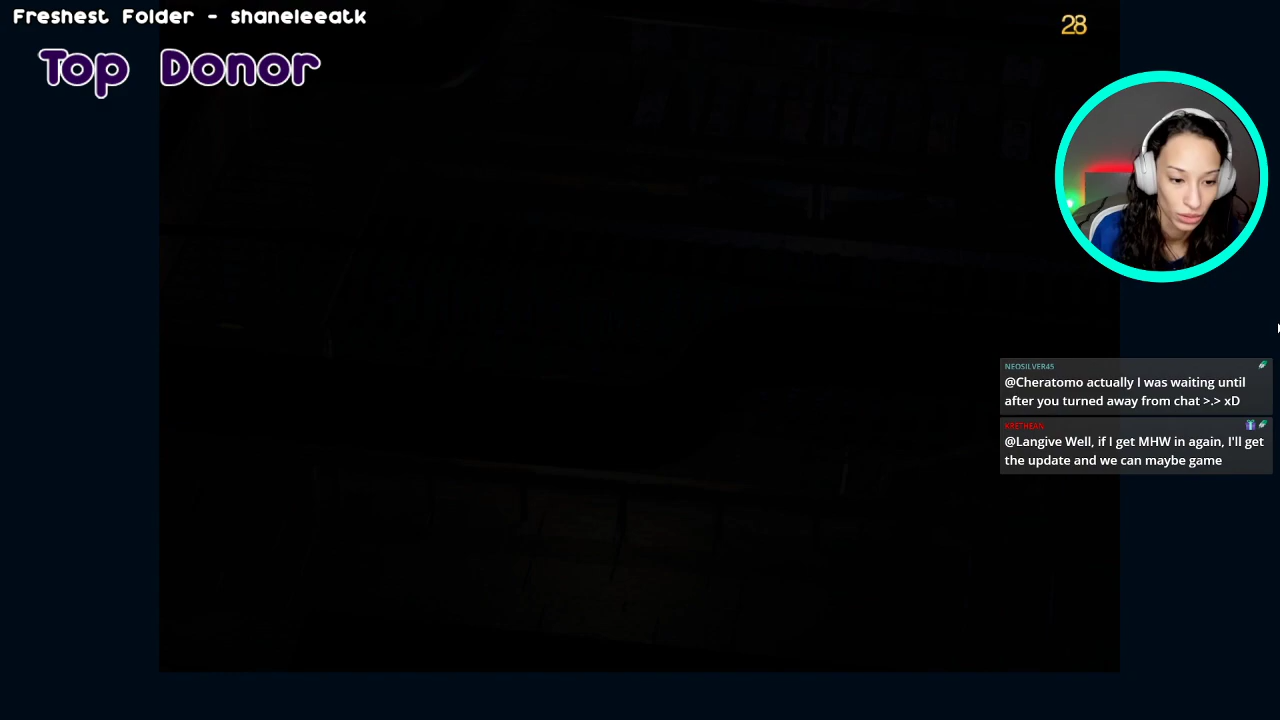 Freshest Folder - shaneleeatk
28
Top Donor
NEOSILVER45
@Cheratomo actually I was waiting until
after you turned away from chat >.> xD
KRETHEAN
@Langive Well, if I get MHW in again, I'll get
the update and we can maybe game